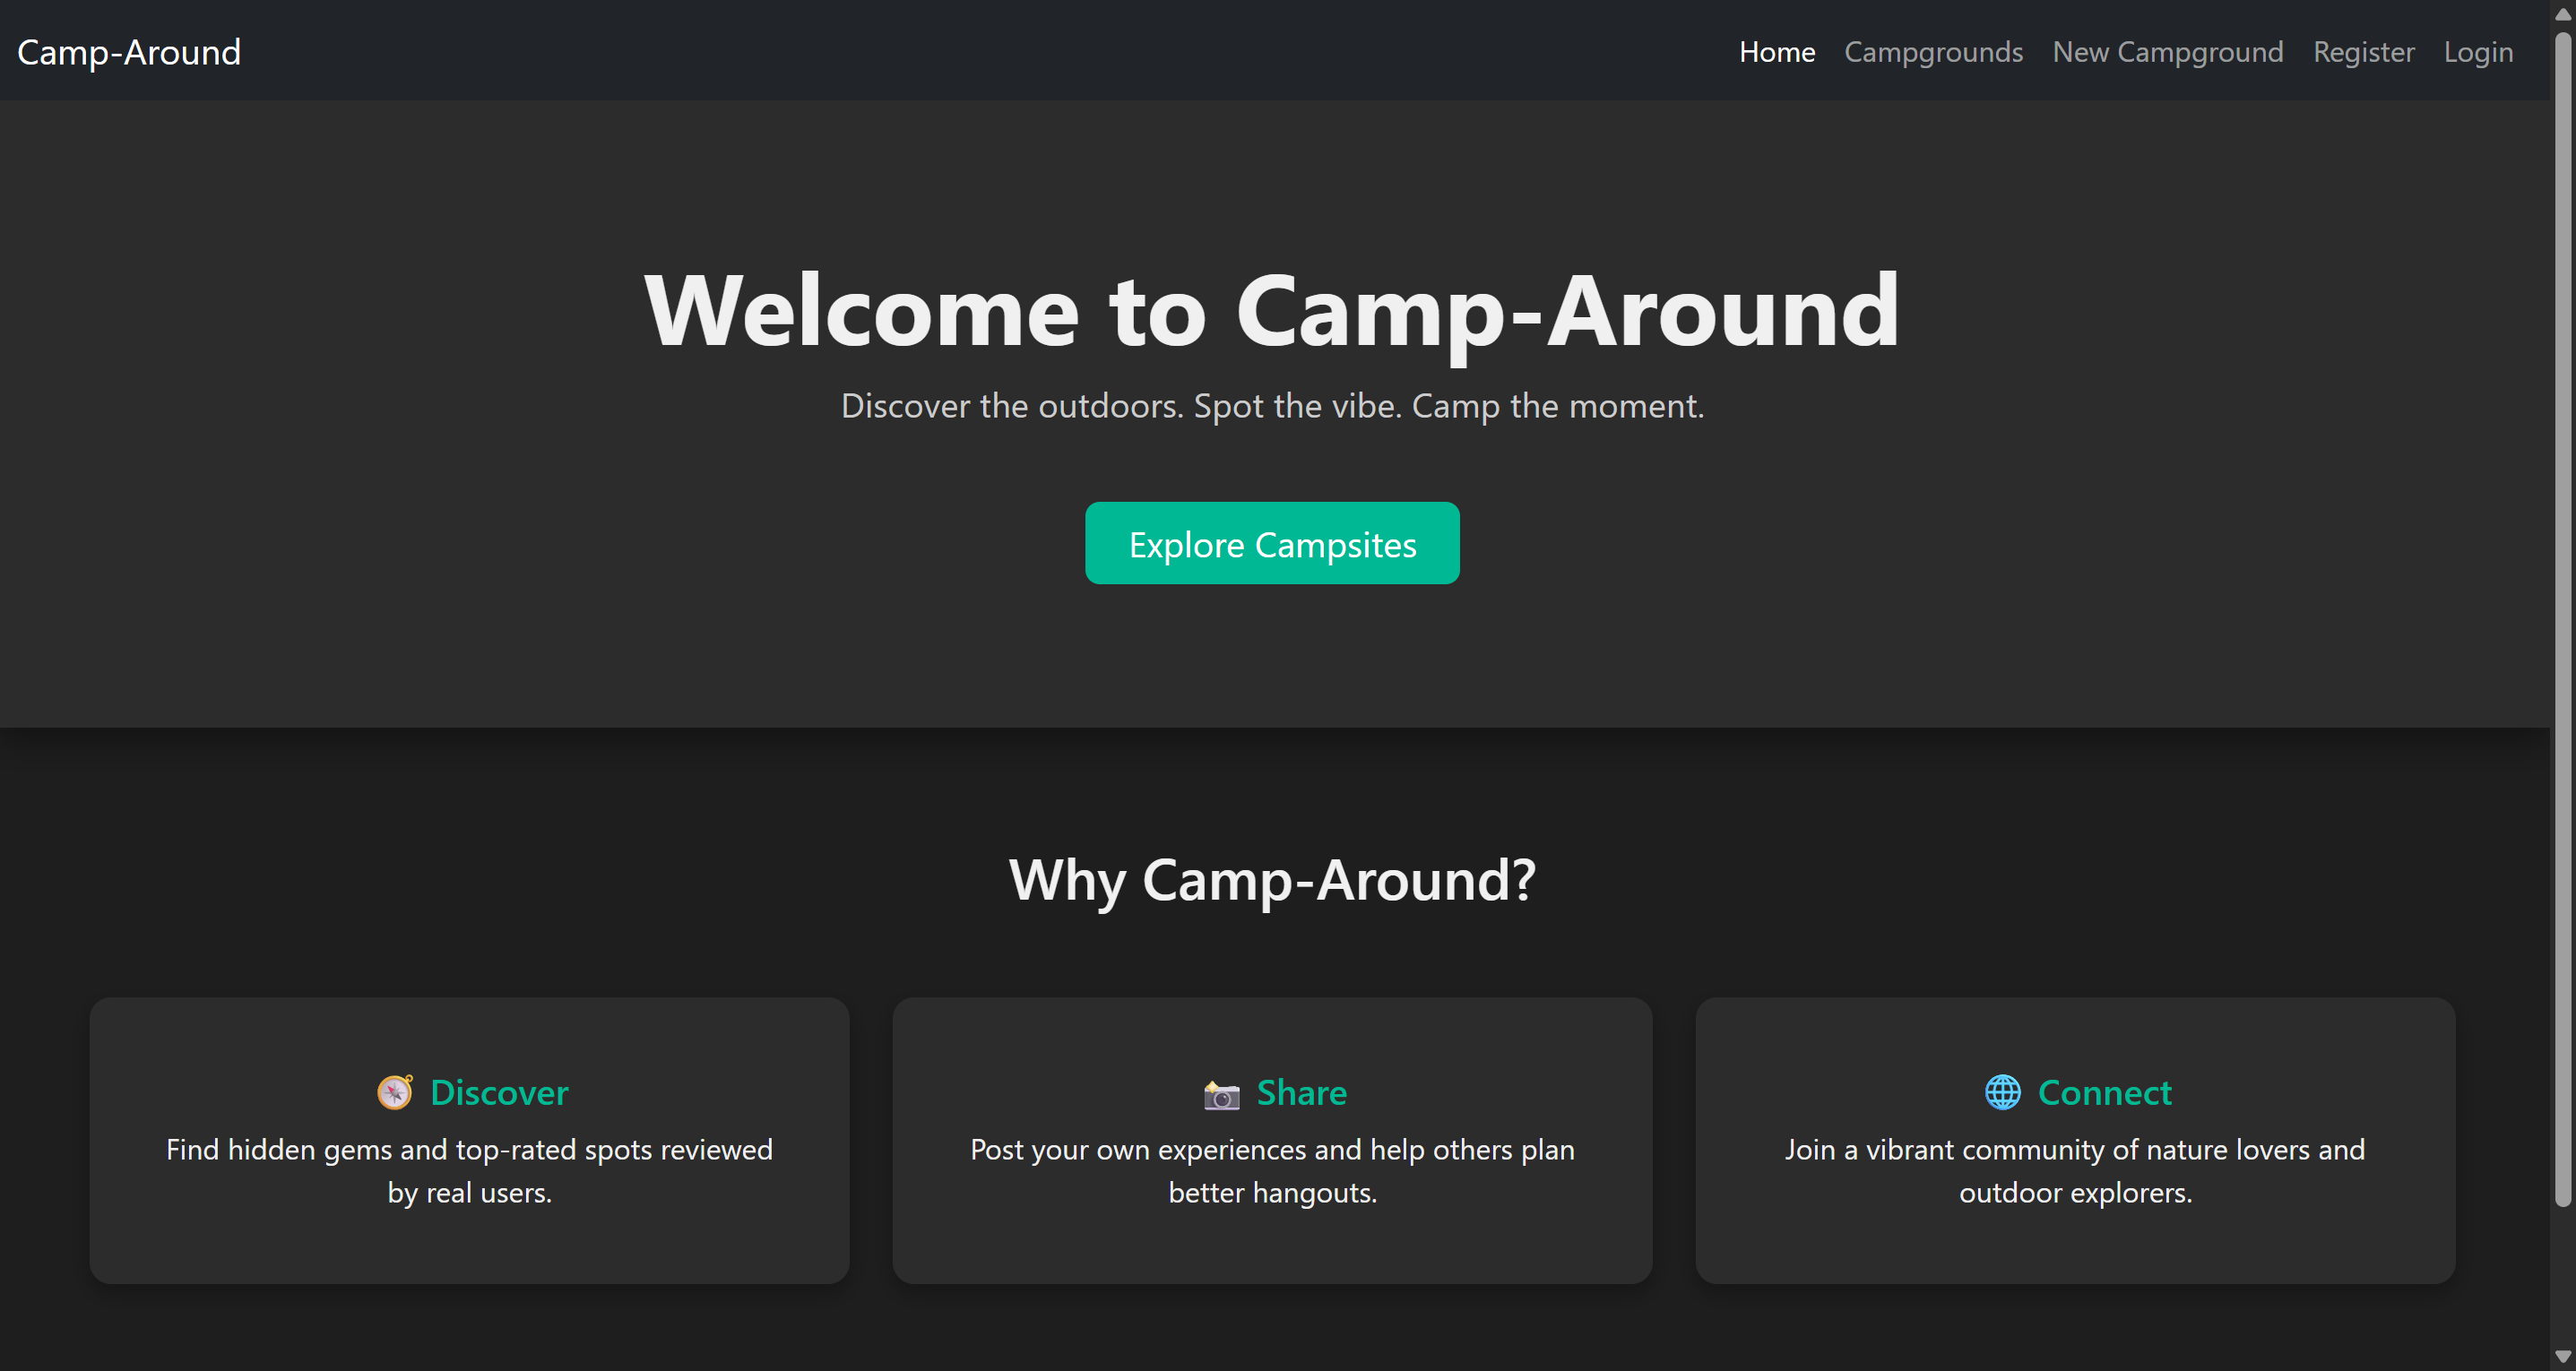 Camp-Around
Home Campgrounds New Campground Register Login
Welcome to Camp-Around
Discover the outdoors. Spot the vibe. Camp the moment.
Explore Campsites
Why Camp-Around?
Discover
Find hidden gems and top-rated spots reviewed
by real users.
Share
Post your own experiences and help others plan
better hangouts.
Connect
Join a vibrant community of nature lovers and
outdoor explorers.